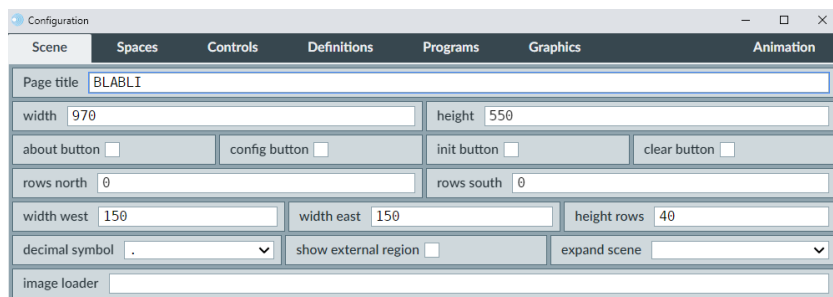 Configuration
Scene Spaces Controls Definitions Programs Graphics Animation
Page title BLABLI
width 970 height 550
about button config button init button clear button
rows north 0 rows south 0
width west 150 width east 150 height rows 40
decimal symbol . show external region expand scene
image loader